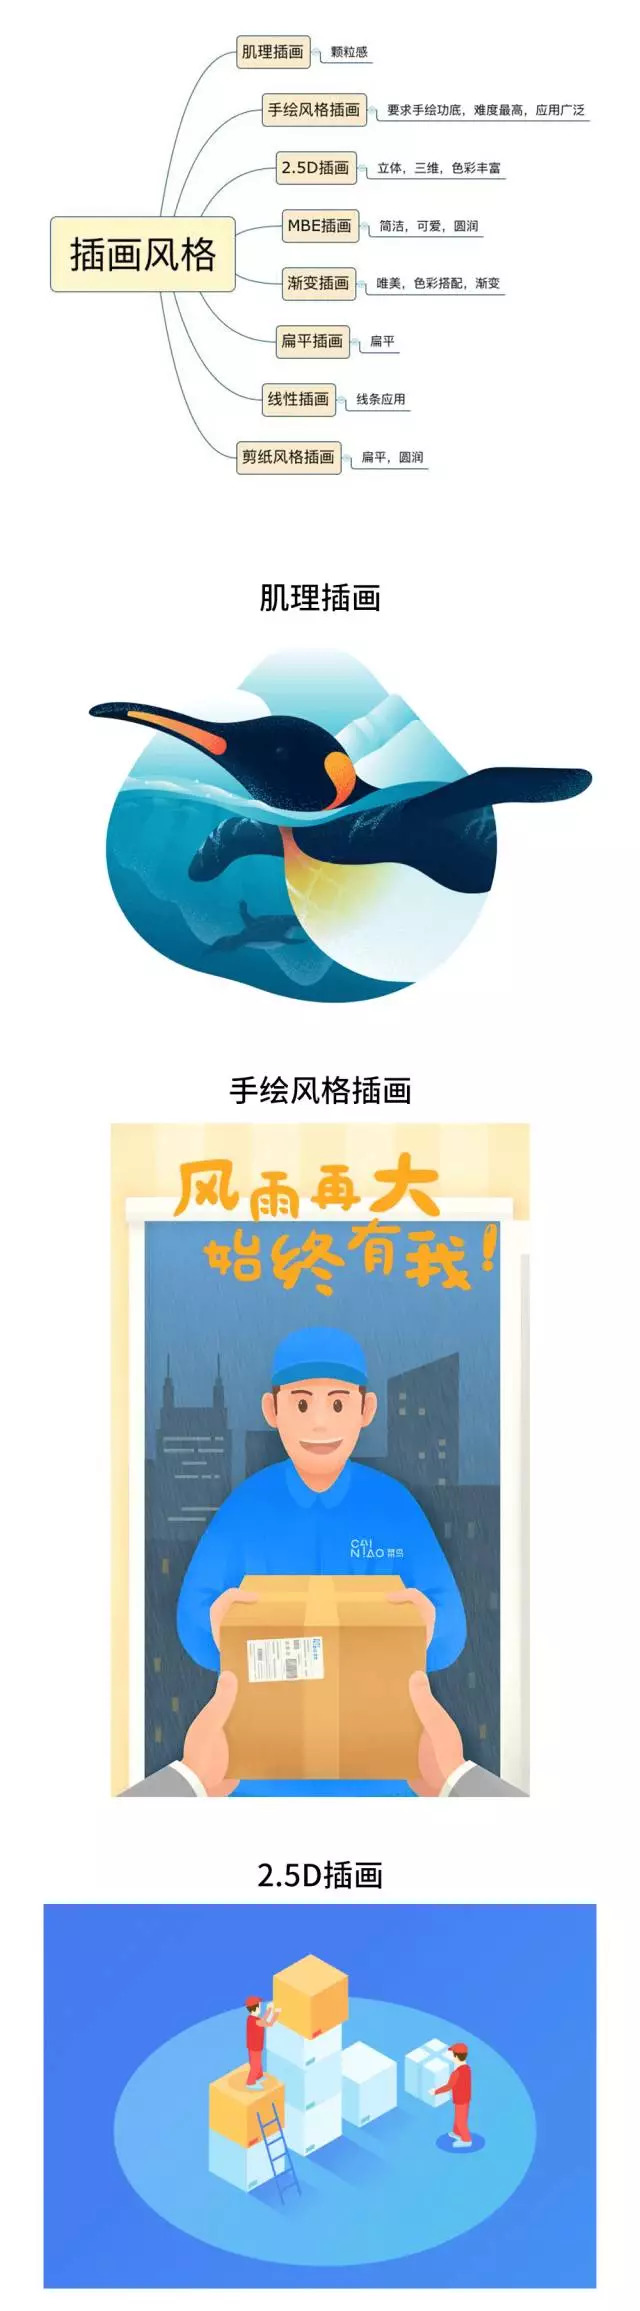 插画风格
肌理插画
颗粒感
手绘风格插画
要求手绘功底，难度最高，应用广泛
2.5D插画
立体，三维，色彩丰富
MBE插画
简洁，可爱，圆润
渐变插画
唯美，色彩搭配，渐变
扁平插画
扁平
线性插画
线条应用
剪纸风格插画
扁平，圆润
肌理插画
手绘风格插画
风雨再大
始终有我!
CAI
NIAO 菜鸟
2.5D插画